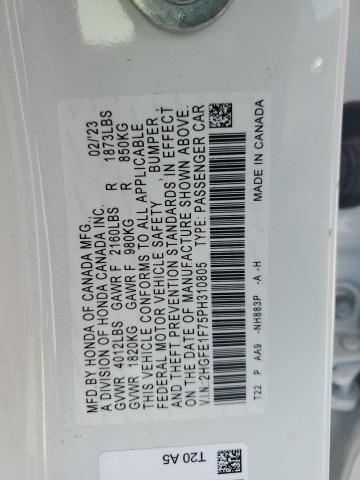 MFD BY HONDA OF CANADA MFG., 02/'23
A DIVISION OF HONDA CANADA INC.
GVWR 4012LBS GAWR F 2160LBS R 1873LBS
GVWR 1820KG GAWR F 980KG R 850KG
THIS VEHICLE CONFORMS TO ALL APPLICABLE
FEDERAL MOTOR VEHICLE SAFETY, BUMPER,
AND THEFT PREVENTION STANDARDS IN EFFECT
ON THE DATE OF MANUFACTURE SHOWN ABOVE.
V.I.N: 2HGFE1F75PH310805 TYPE: PASSENGER CAR
T22 P AA9 -NH883P -A -H MADE IN CANADA
T20 A5